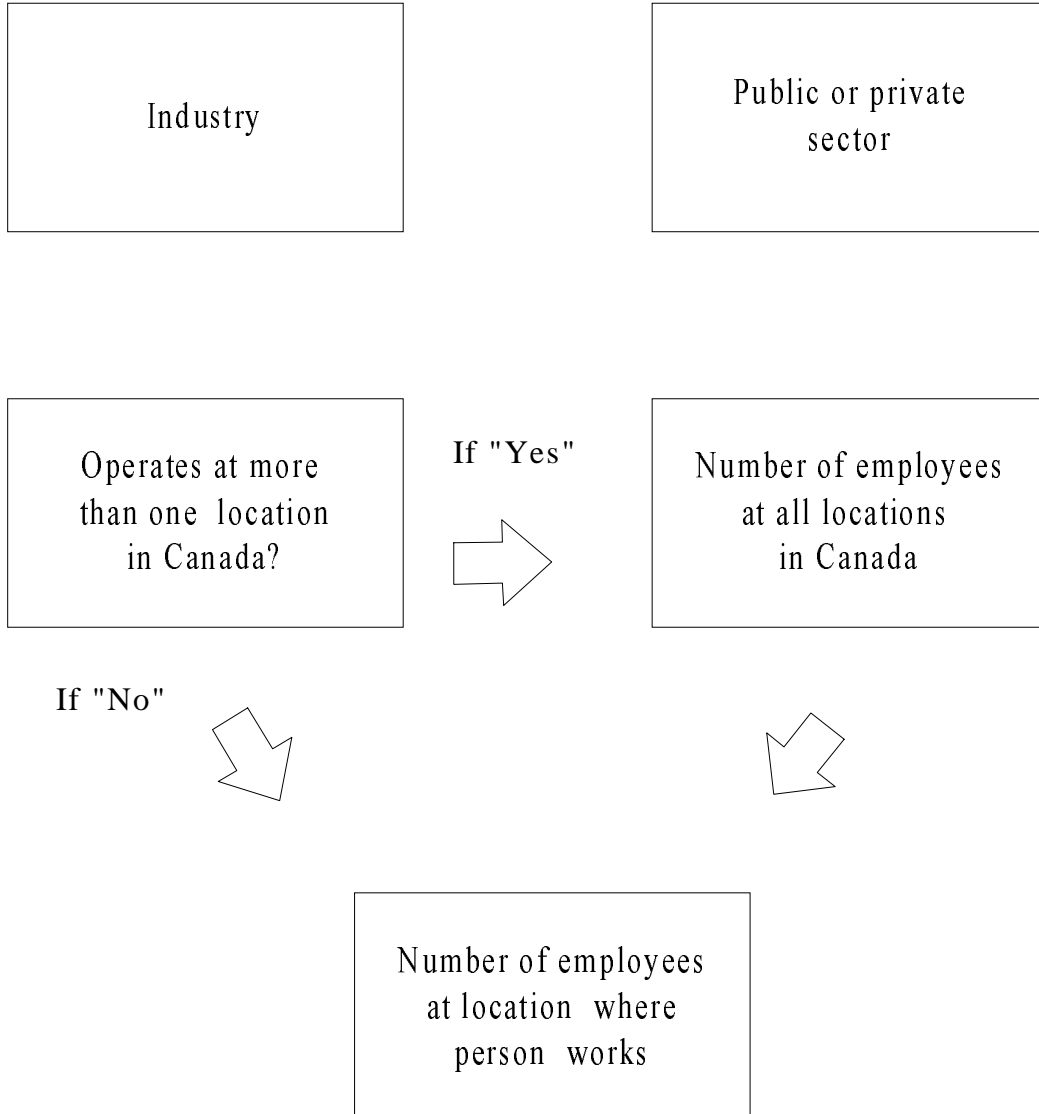 Industry
Public or private
sector
Operates at more
than one location
in Canada?
If "Yes"
Number of employees
at all locations
in Canada
If "No"
Number of employees
at location where
person works